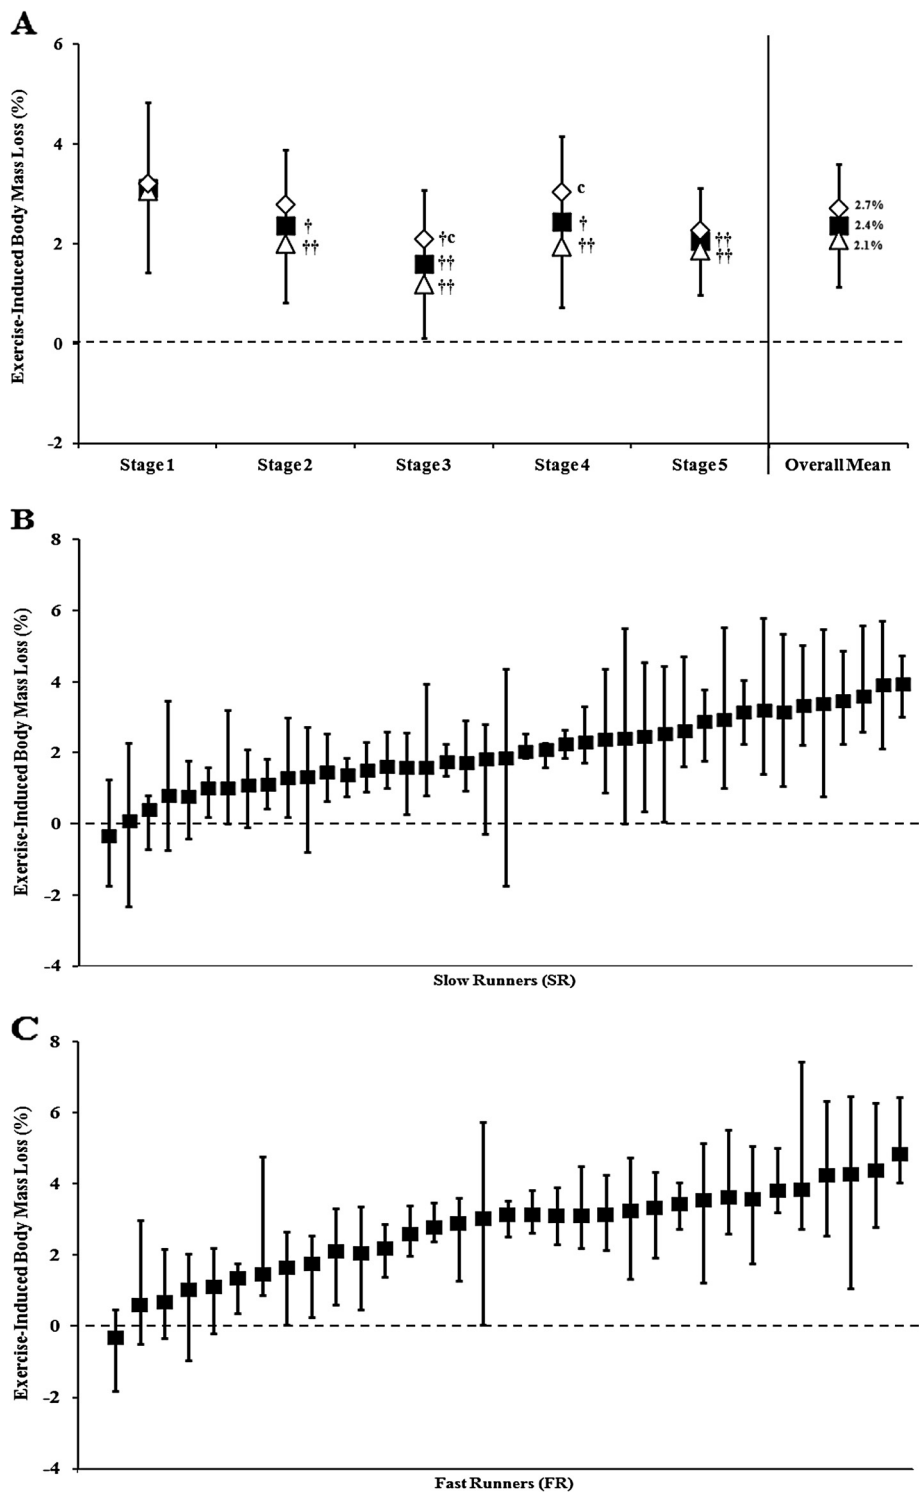 A
Exercise-Induced Body Mass Loss (%)
6
4
2
0
-2
†
††
†c
††
††
c
†
††
††
††
2.7%
2.4%
2.1%
Stage 1
Stage 2
Stage 3
Stage 4
Stage 5
Overall Mean
B
Exercise-Induced Body Mass Loss (%)
8
6
4
2
0
-2
-4
Slow Runners (SR)
C
Exercise-Induced Body Mass Loss (%)
8
6
4
2
0
-2
-4
Fast Runners (FR)